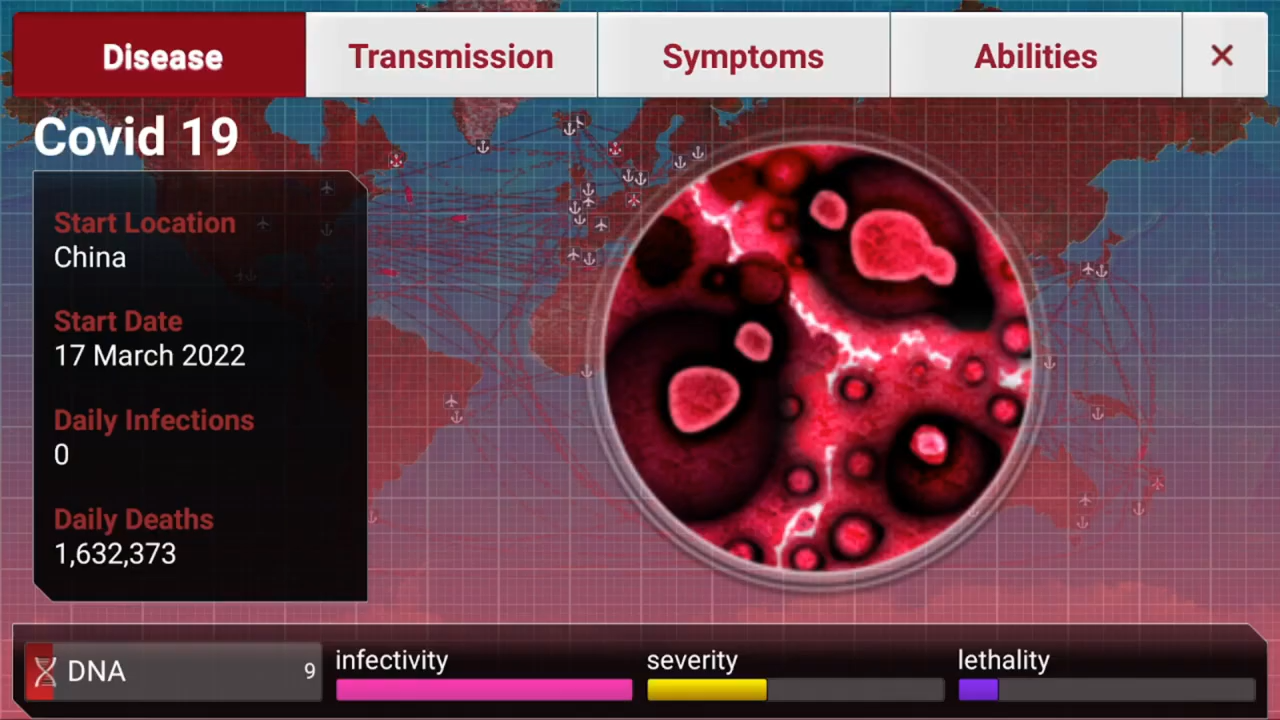 Disease
Transmission
Symptoms
Abilities
Covid 19
Start Location
China
Start Date
17 March 2022
Daily Infections
0
Daily Deaths
1,632,373
DNA
9
infectivity
severity
lethality